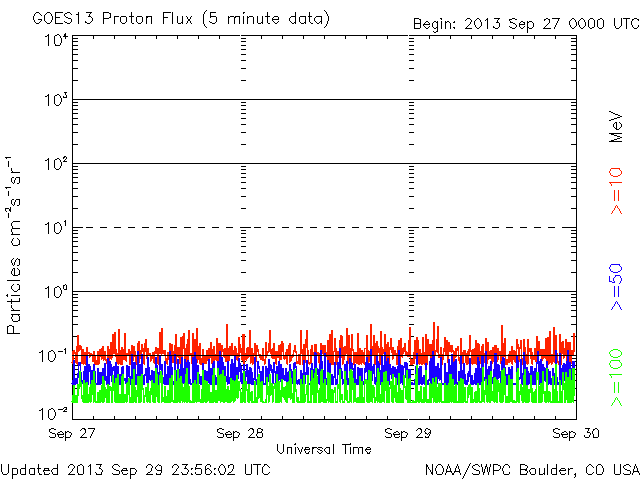 GOES13 Proton Flux (5 minute data)
Begin: 2013 Sep 27 0000 UTC
10⁴
10³
10²
10¹
10⁰
10⁻¹
10⁻²
Particles cm⁻²s⁻¹sr⁻¹
MeV
>=10
>=50
>=100
Sep 27
Sep 28
Sep 29
Sep 30
Universal Time
Updated 2013 Sep 29 23:56:02 UTC
NOAA/SWPC Boulder, CO USA